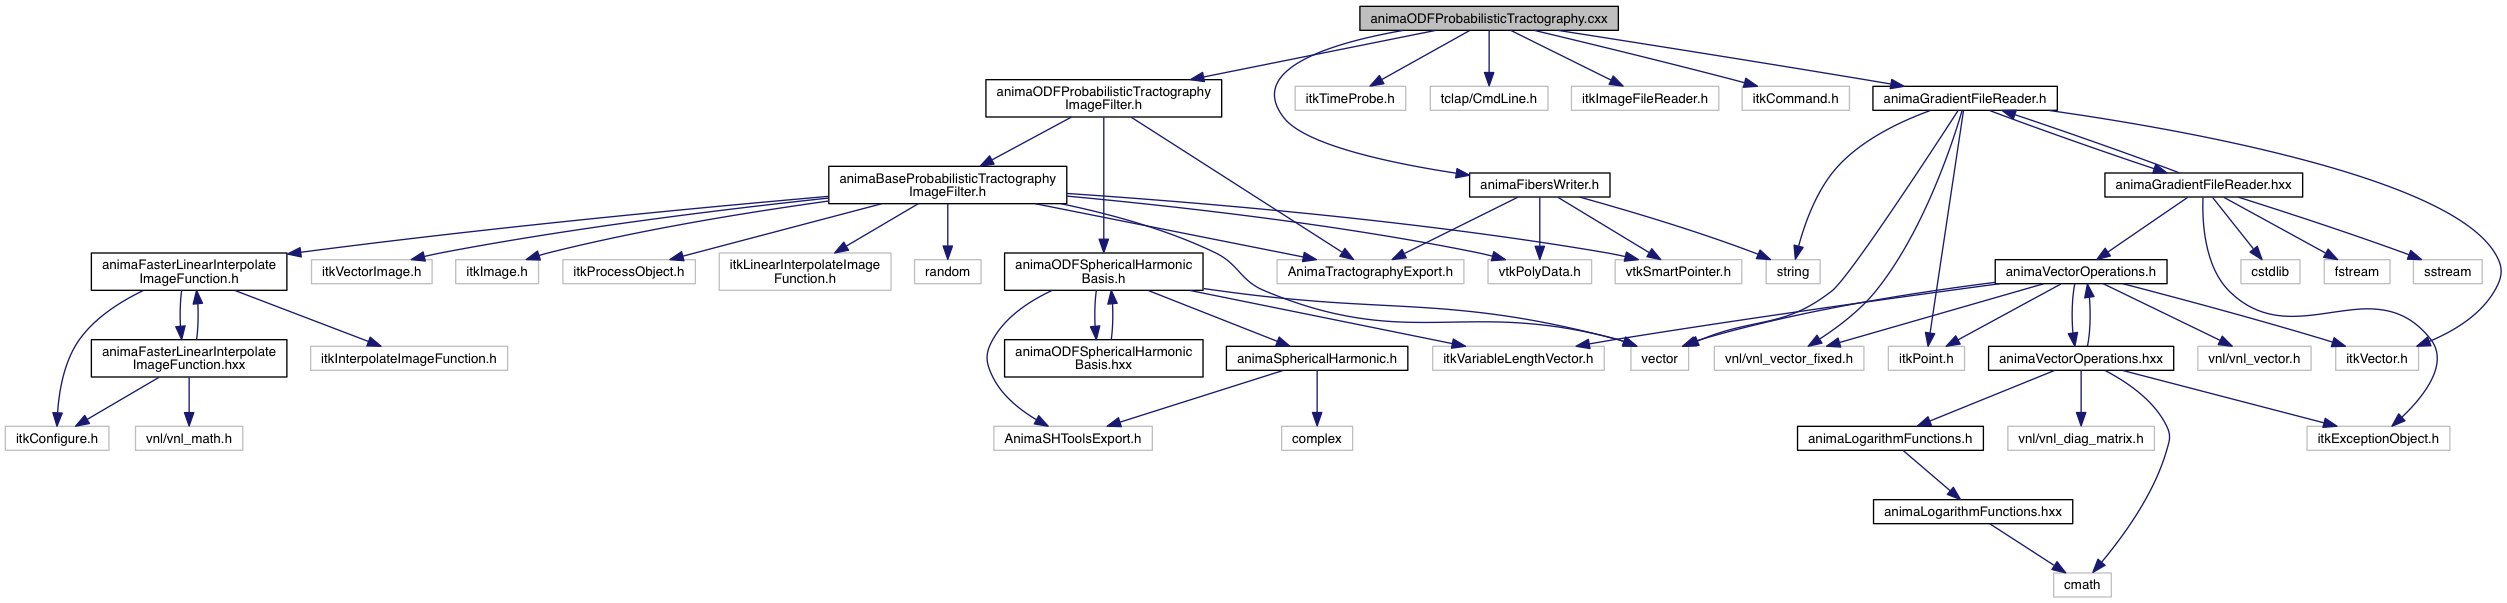 animaODFProbabilisticTractography.cxx
animaODFProbabilisticTractography
ImageFilter.h
itkTimeProbe.h
tclap/CmdLine.h
itkImageFileReader.h
itkCommand.h
animaGradientFileReader.h
animaBaseProbabilisticTractography
ImageFilter.h
animaFibersWriter.h
animaGradientFileReader.hxx
animaFasterLinearInterpolate
ImageFunction.h
itkVectorImage.h
itkImage.h
itkProcessObject.h
itkLinearInterpolateImage
Function.h
random
animaODFSphericalHarmonic
Basis.h
AnimaTractographyExport.h
vtkPolyData.h
vtkSmartPointer.h
string
animaVectorOperations.h
cstdlib
fstream
sstream
animaFasterLinearInterpolate
ImageFunction.hxx
itkInterpolateImageFunction.h
animaODFSphericalHarmonic
Basis.hxx
animaSphericalHarmonic.h
itkVariableLengthVector.h
vector
vnl/vnl_vector_fixed.h
itkPoint.h
animaVectorOperations.hxx
vnl/vnl_vector.h
itkVector.h
itkConfigure.h
vnl/vnl_math.h
AnimaSHToolsExport.h
complex
animaLogarithmFunctions.h
vnl/vnl_diag_matrix.h
itkExceptionObject.h
animaLogarithmFunctions.hxx
cmath